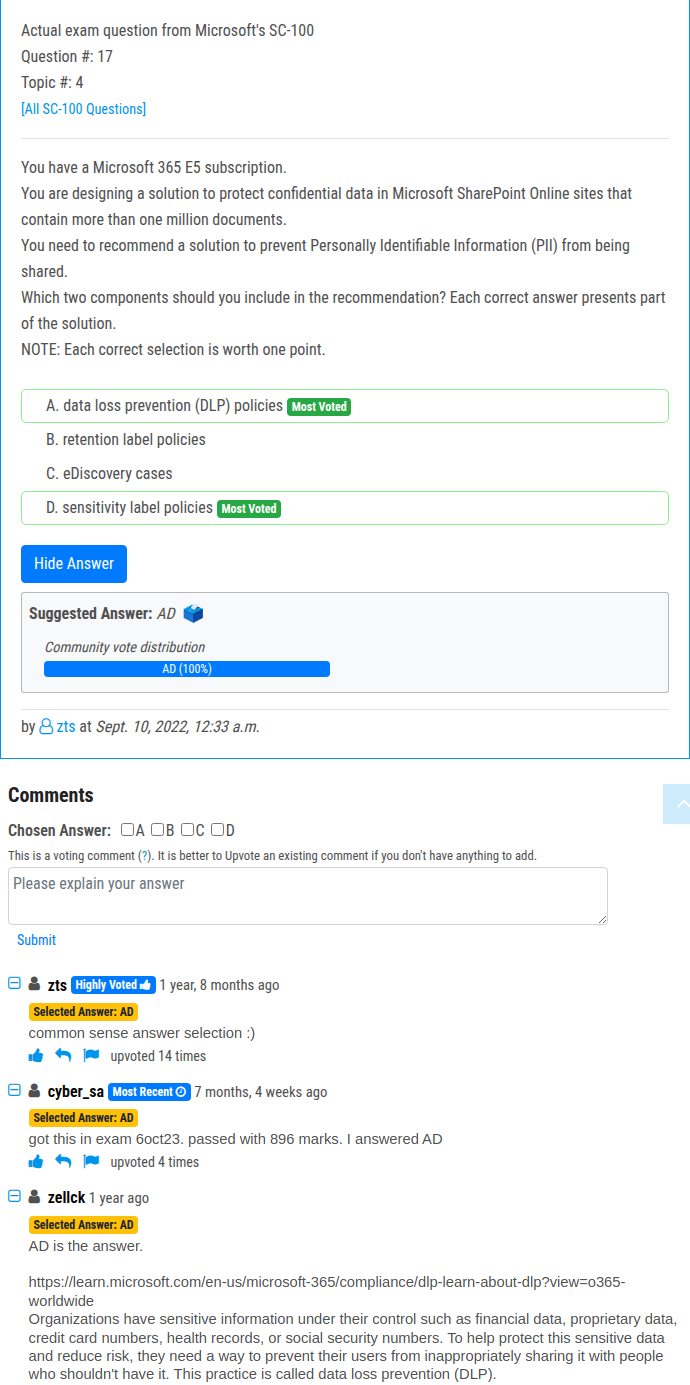 Actual exam question from Microsoft's SC-100
Question #: 17
Topic #: 4
[All SC-100 Questions]
You have a Microsoft 365 E5 subscription.
You are designing a solution to protect confidential data in Microsoft SharePoint Online sites that
contain more than one million documents.
You need to recommend a solution to prevent Personally Identifiable Information (PII) from being
shared.
Which two components should you include in the recommendation? Each correct answer presents part
of the solution.
NOTE: Each correct selection is worth one point.
A. data loss prevention (DLP) policies Most Voted
B. retention label policies
C. eDiscovery cases
D. sensitivity label policies Most Voted
Hide Answer
Suggested Answer: AD
Community vote distribution
AD (100%)
by zts at Sept. 10, 2022, 12:33 a.m.
Comments
Chosen Answer: A B C D
This is a voting comment (?). It is better to Upvote an existing comment if you don't have anything to add.
Please explain your answer
Submit
zts Highly Voted 1 year, 8 months ago
Selected Answer: AD
common sense answer selection :)
upvoted 14 times
cyber_sa Most Recent 7 months, 4 weeks ago
Selected Answer: AD
got this in exam 6oct23. passed with 896 marks. I answered AD
upvoted 4 times
zellck 1 year ago
Selected Answer: AD
AD is the answer.
https://learn.microsoft.com/en-us/microsoft-365/compliance/dlp-learn-about-dlp?view=o365-
worldwide
Organizations have sensitive information under their control such as financial data, proprietary data,
credit card numbers, health records, or social security numbers. To help protect this sensitive data
and reduce risk, they need a way to prevent their users from inappropriately sharing it with people
who shouldn't have it. This practice is called data loss prevention (DLP).